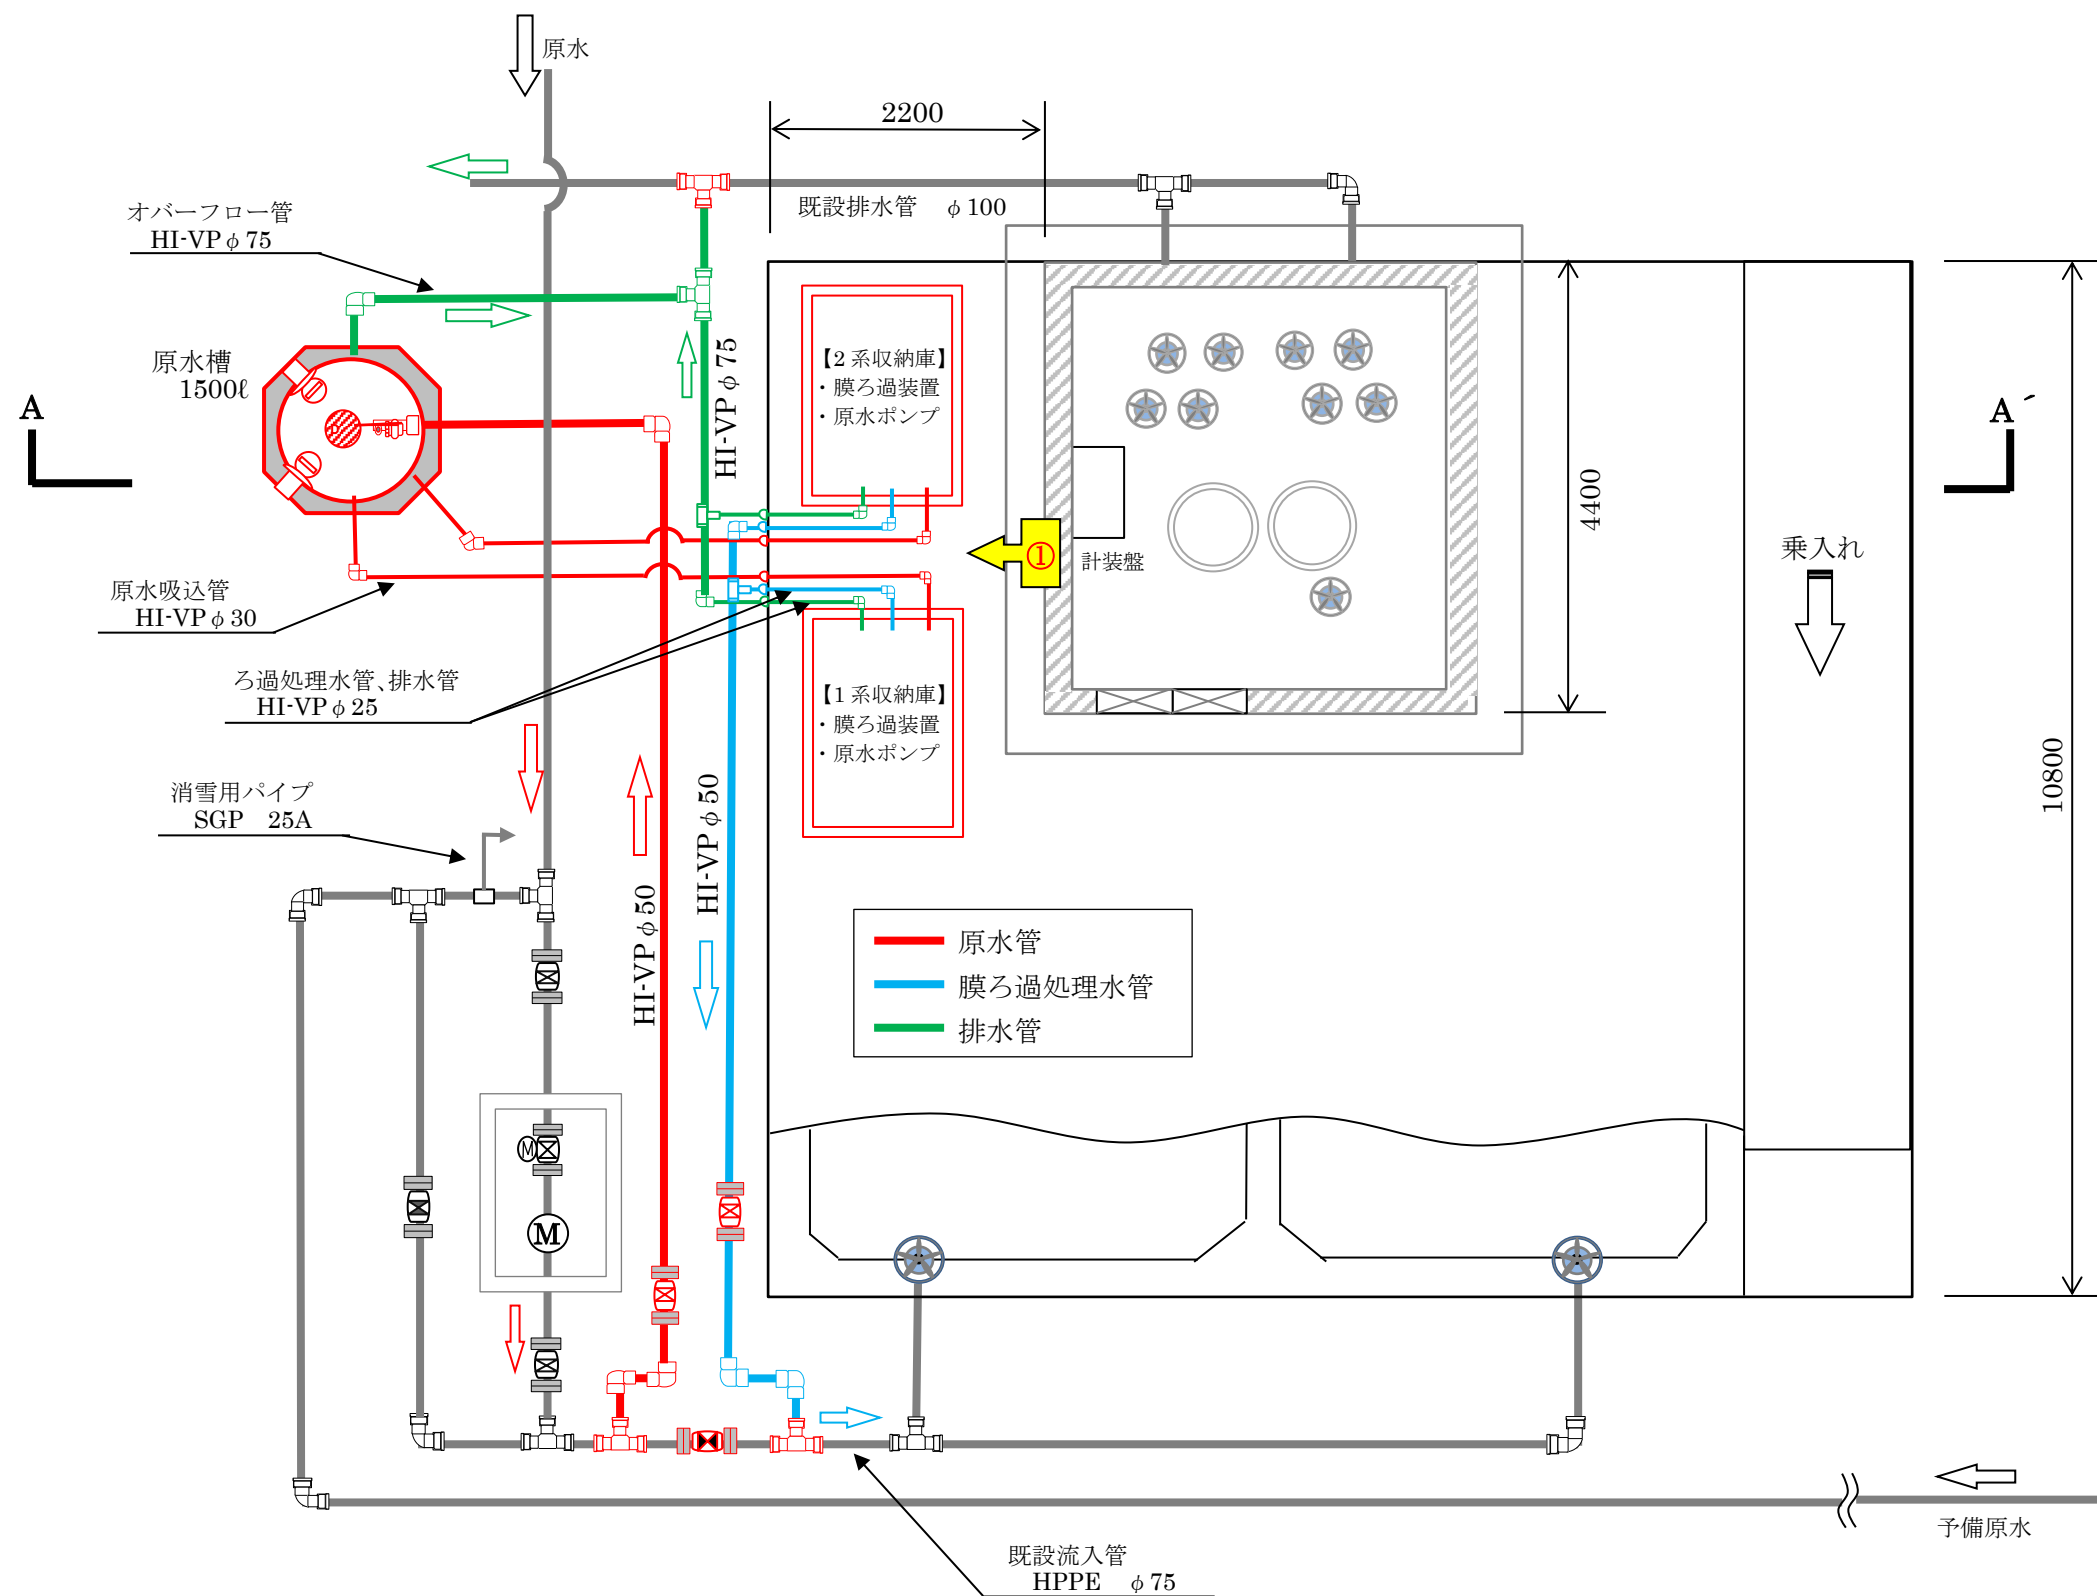 原水
2200
既設排水管　φ100
オバーフロー管
HI-VPφ75
原水槽
1500ℓ
A
HI-VPφ75
【2系収納庫】
・膜ろ過装置
・原水ポンプ
4400
A´
計装盤
①
乗入れ
原水吸込管
HI-VPφ30
ろ過処理水管、排水管
HI-VPφ25
【1系収納庫】
・膜ろ過装置
・原水ポンプ
10800
消雪用パイプ
SGP　25A
HI-VPφ50
HI-VPφ50
原水管
膜ろ過処理水管
排水管
M
M
予備原水
既設流入管
HPPE　φ75